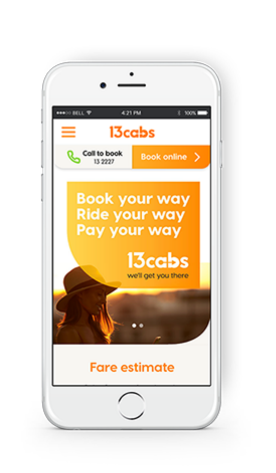 BELL
4:21 PM
100%
13cabs
Call to book
13 2227
Book online
Book your way
Ride your way
Pay your way
13cabs
we'll get you there
Fare estimate